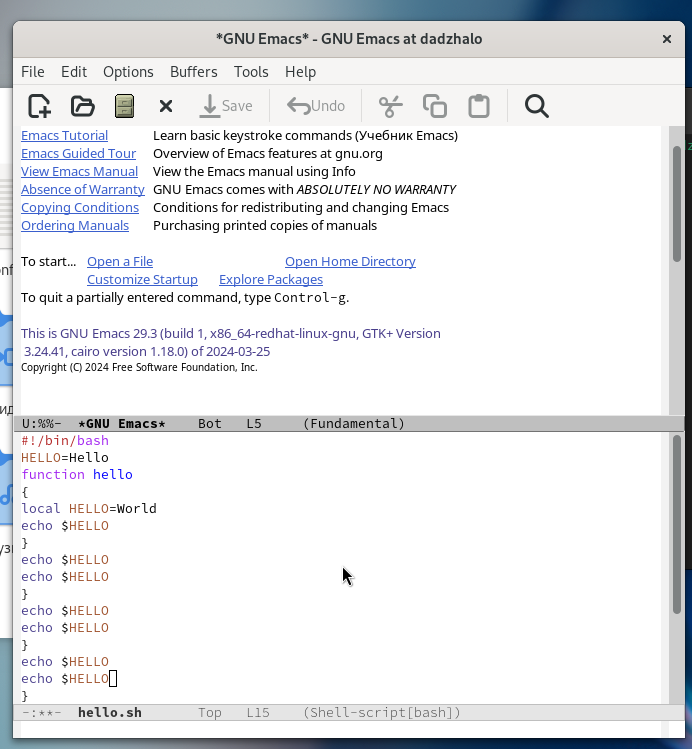 *GNU Emacs* - GNU Emacs at dadzhalo
File Edit Options Buffers Tools Help
Save Undo
Emacs Tutorial Learn basic keystroke commands (Учебник Emacs)
Emacs Guided Tour Overview of Emacs features at gnu.org
View Emacs Manual View the Emacs manual using Info
Absence of Warranty GNU Emacs comes with ABSOLUTELY NO WARRANTY
Copying Conditions Conditions for redistributing and changing Emacs
Ordering Manuals Purchasing printed copies of manuals
To start... Open a File Open Home Directory
Customize Startup Explore Packages
To quit a partially entered command, type Control-g.
This is GNU Emacs 29.3 (build 1, x86_64-redhat-linux-gnu, GTK+ Version
3.24.41, cairo version 1.18.0) of 2024-03-25
Copyright (C) 2024 Free Software Foundation, Inc.
U:%%- *GNU Emacs* Bot L5 (Fundamental)
#!/bin/bash
HELLO=Hello
function hello
{
local HELLO=World
echo $HELLO
}
echo $HELLO
echo $HELLO
}
echo $HELLO
echo $HELLO
}
echo $HELLO
echo $HELLO
}
-:**- hello.sh Top L15 (Shell-script[bash])